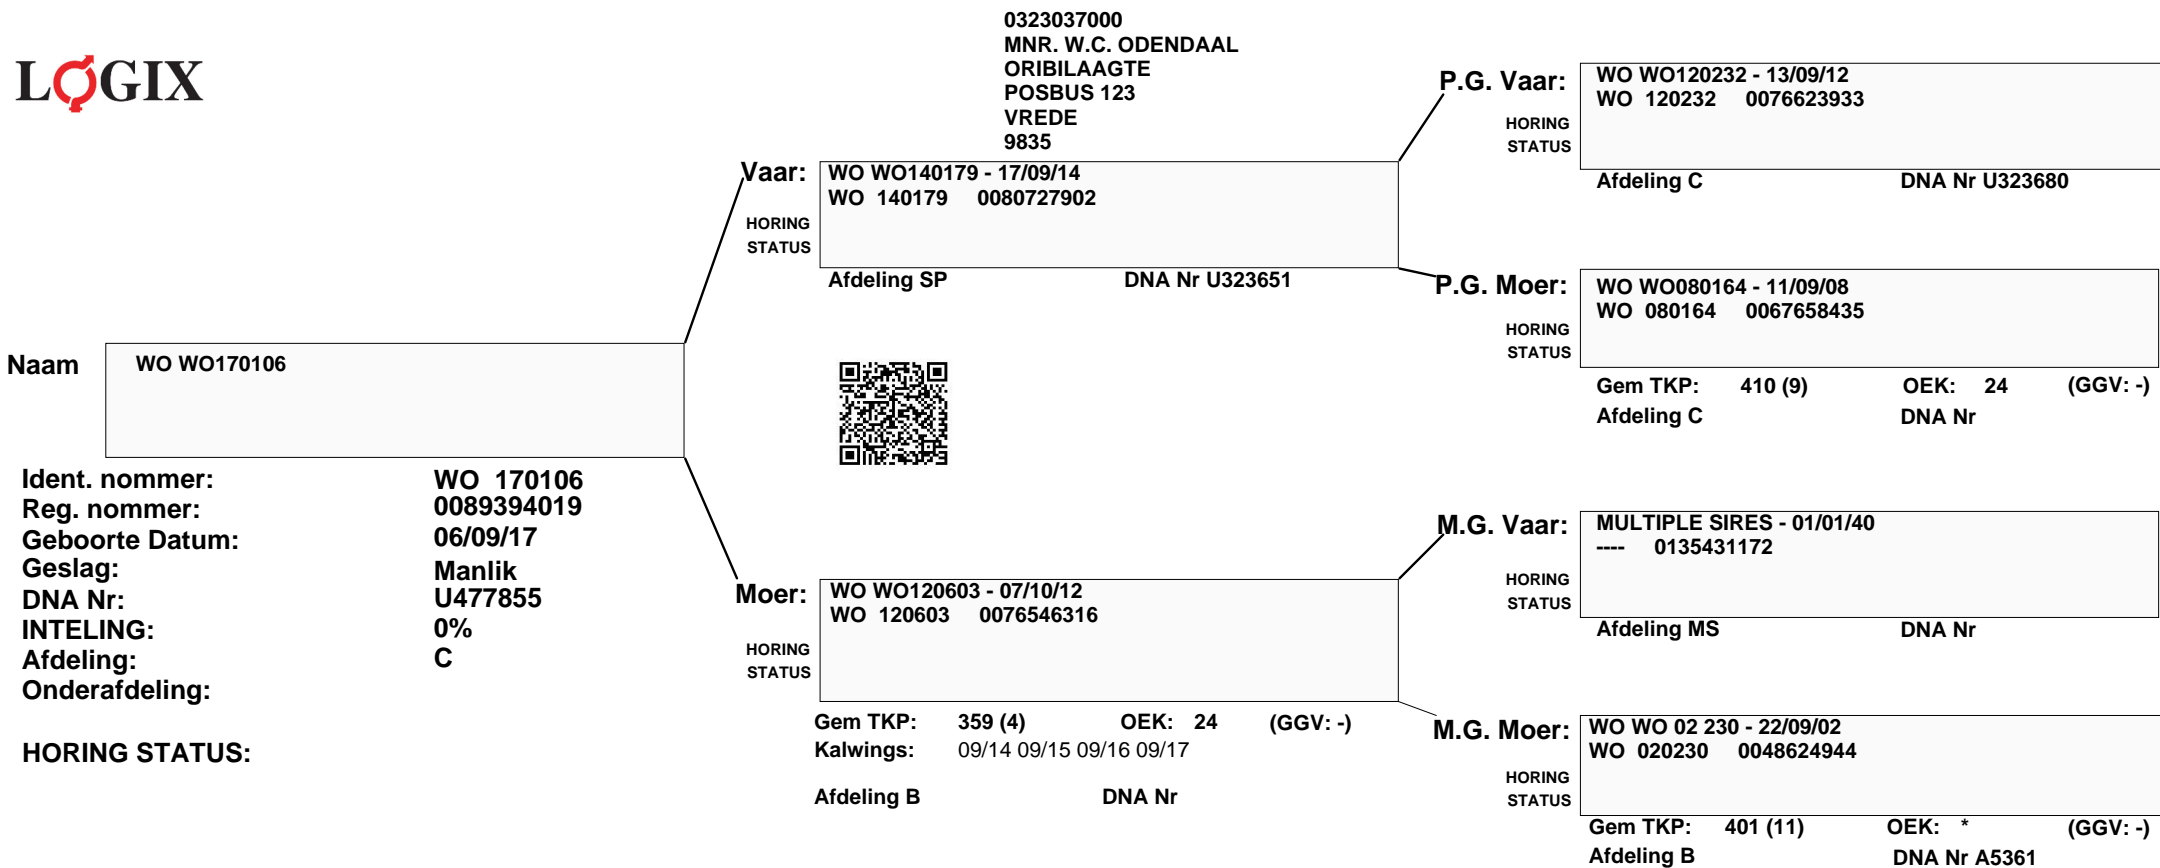 LOGIX
0323037000
MNR. W.C. ODENDAAL
ORIBILAAGTE
POSBUS 123
VREDE
9835
P.G. Vaar:
WO WO120232 - 13/09/12
WO 120232 0076623933
HORING
STATUS
Afdeling C DNA Nr U323680
Vaar:
WO WO140179 - 17/09/14
WO 140179 0080727902
HORING
STATUS
Afdeling SP DNA Nr U323651
P.G. Moer:
WO WO080164 - 11/09/08
WO 080164 0067658435
HORING
STATUS
Gem TKP: 410 (9) OEK: 24 (GGV: -)
Afdeling C DNA Nr
Naam WO WO170106
Ident. nommer: WO 170106
Reg. nommer: 0089394019
Geboorte Datum: 06/09/17
Geslag: Manlik
DNA Nr: U477855
INTELING: 0%
Afdeling: C
Onderafdeling:
HORING STATUS:
M.G. Vaar:
MULTIPLE SIRES - 01/01/40
---- 0135431172
HORING
STATUS
Afdeling MS DNA Nr
Moer:
WO WO120603 - 07/10/12
WO 120603 0076546316
HORING
STATUS
Gem TKP: 359 (4) OEK: 24 (GGV: -)
Kalwings: 09/14 09/15 09/16 09/17
Afdeling B DNA Nr
M.G. Moer:
WO WO 02 230 - 22/09/02
WO 020230 0048624944
HORING
STATUS
Gem TKP: 401 (11) OEK: * (GGV: -)
Afdeling B DNA Nr A5361